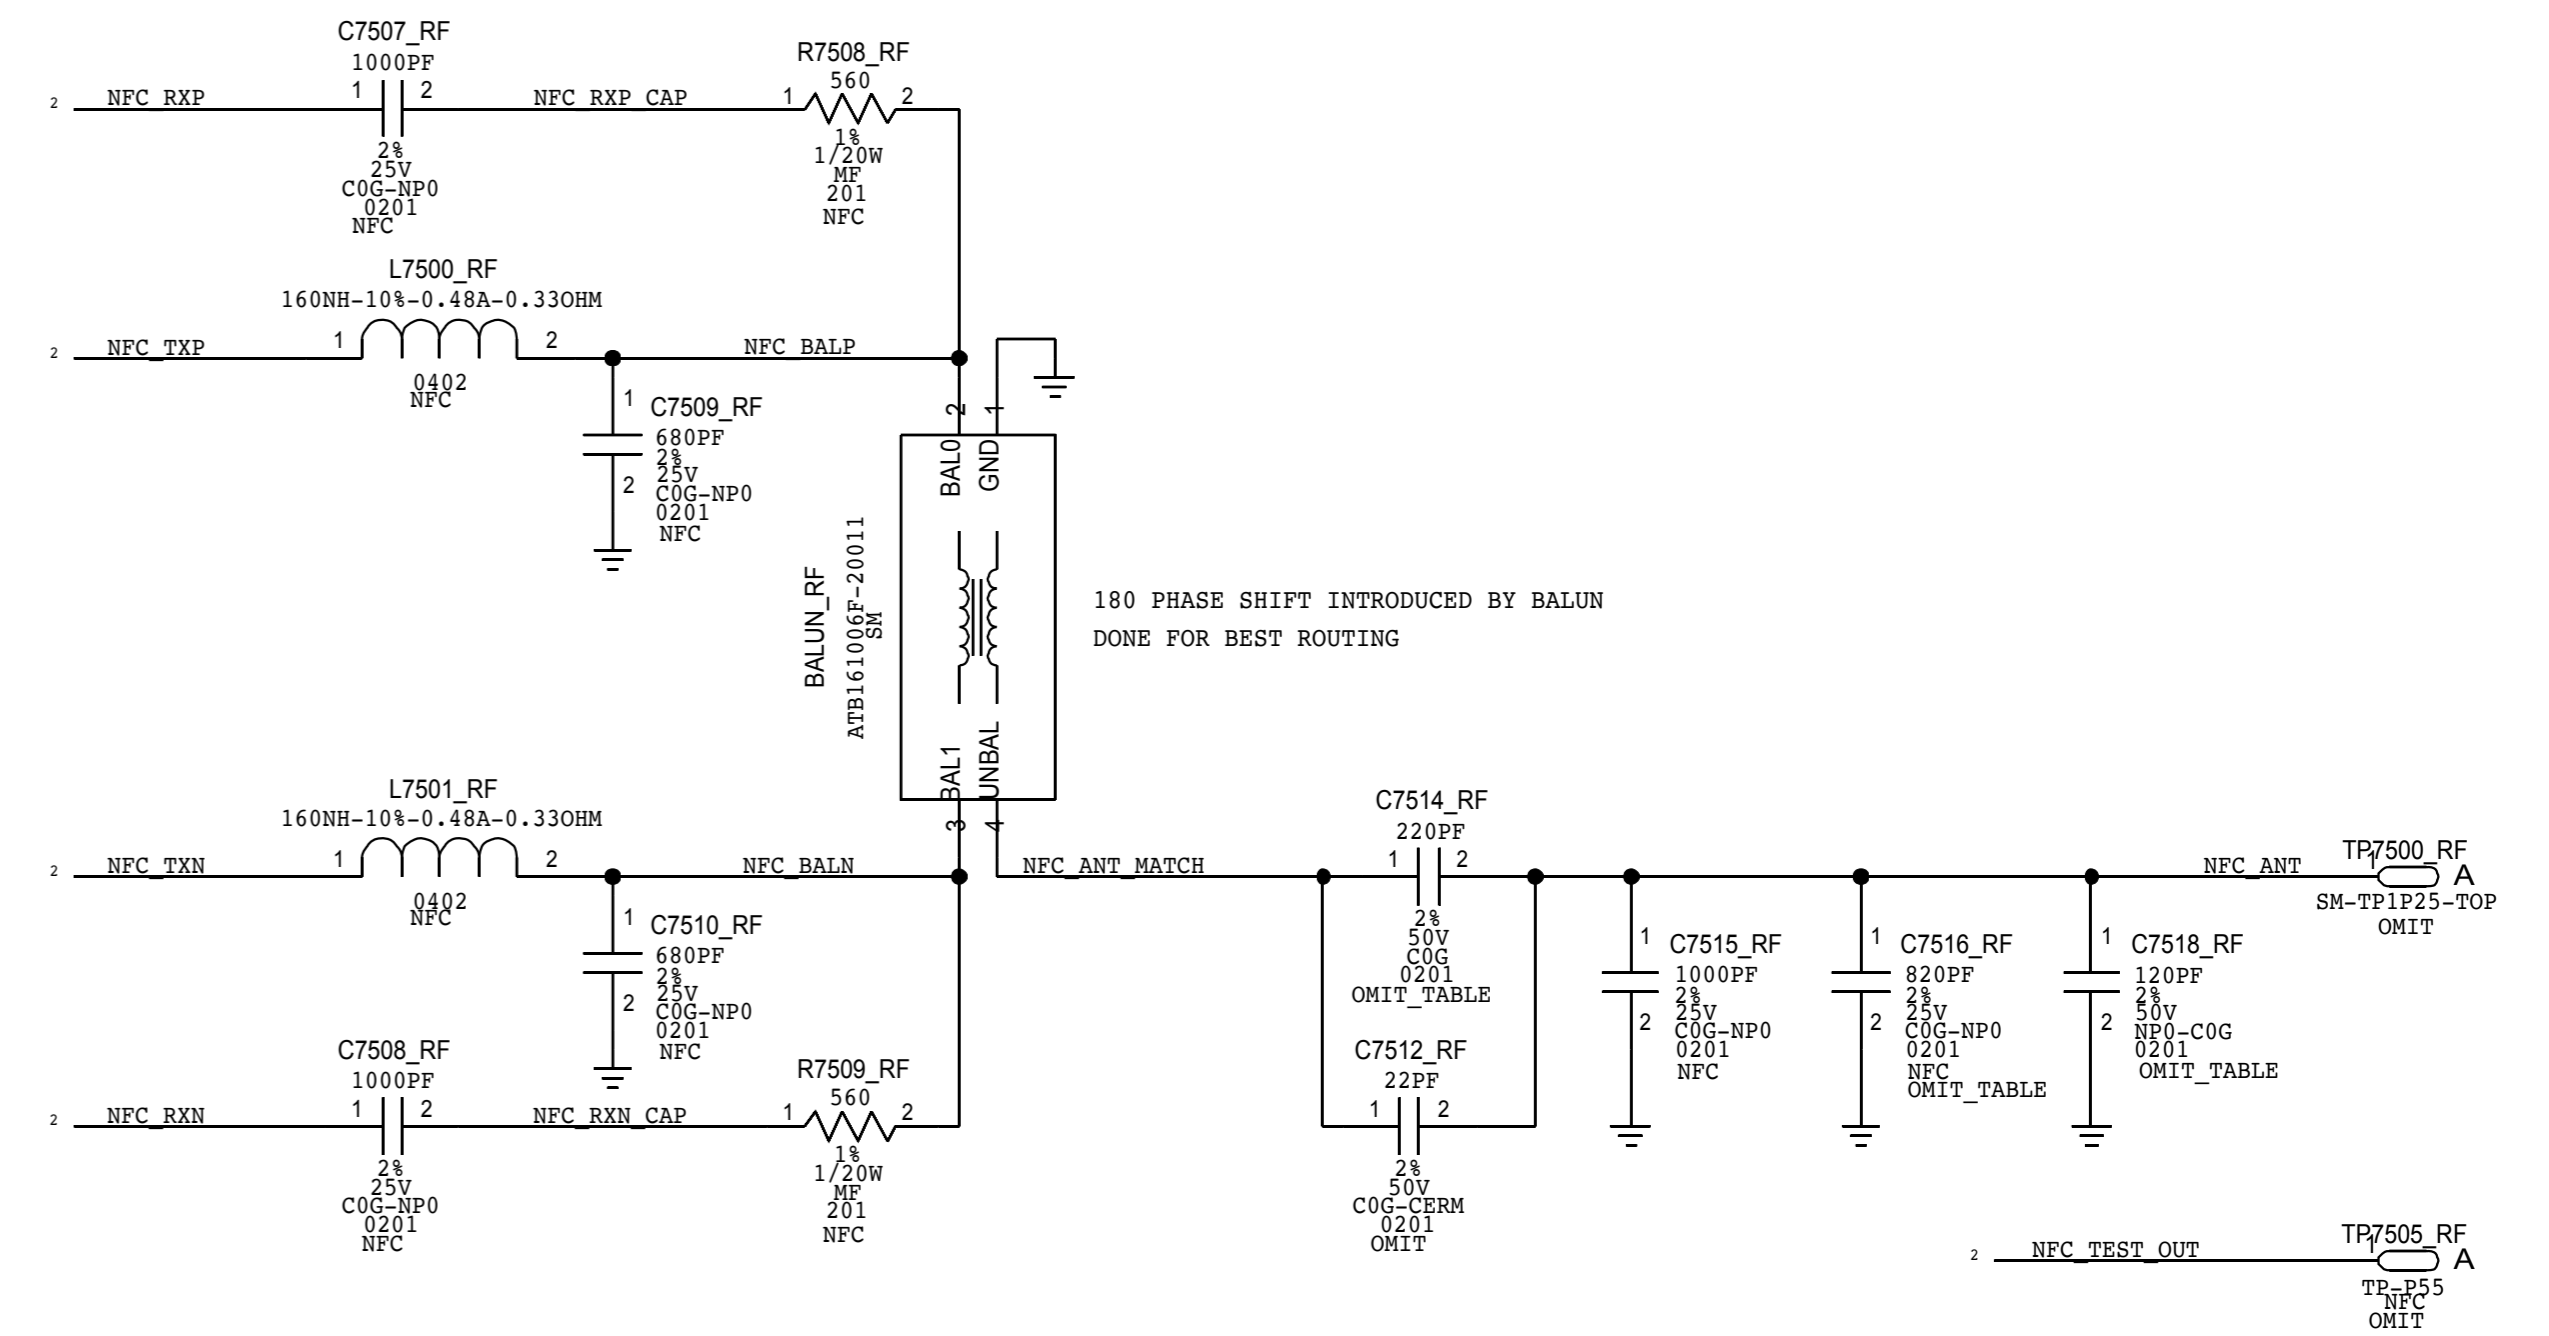 C7507_RF
1000PF
1
2
2
NFC_RXP
NFC_RXP_CAP
2%
25V
C0G-NP0
0201
NFC
R7508_RF
560
1
2
1%
1/20W
MF
201
NFC
L7500_RF
160NH-10%-0.48A-0.33OHM
1
2
2
NFC_TXP
NFC_BALP
0402
NFC
1
C7509_RF
680PF
2%
25V
2
C0G-NP0
0201
NFC
2
1
BAL0
GND
BALUN_RF
ATB161006F-20011
SM
180 PHASE SHIFT INTRODUCED BY BALUN
DONE FOR BEST ROUTING
BAL1
UNBAL
3
4
L7501_RF
160NH-10%-0.48A-0.33OHM
1
2
2
NFC_TXN
NFC_BALN
0402
NFC
1
C7510_RF
680PF
2%
25V
2
C0G-NP0
0201
NFC
C7508_RF
1000PF
1
2
2
NFC_RXN
NFC_RXN_CAP
2%
25V
C0G-NP0
0201
NFC
R7509_RF
560
1
2
1%
1/20W
MF
201
NFC
NFC_ANT_MATCH
C7514_RF
220PF
1
2
2%
50V
C0G
0201
OMIT_TABLE
C7512_RF
22PF
1
2
2%
50V
C0G-CERM
0201
OMIT
1
C7515_RF
1000PF
2%
25V
2
C0G-NP0
0201
NFC
1
C7516_RF
820PF
2%
25V
2
C0G-NP0
0201
NFC
OMIT_TABLE
1
C7518_RF
120PF
2%
50V
2
NP0-C0G
0201
OMIT_TABLE
NFC_ANT
TP7500_RF
1
A
SM-TP1P25-TOP
OMIT
2
NFC_TEST_OUT
TP7505_RF
1
A
TP-P55
NFC
OMIT